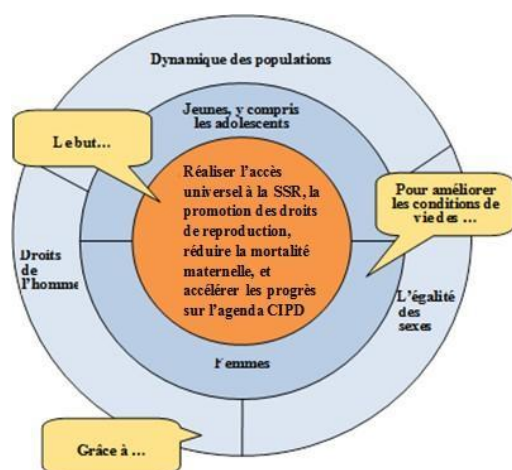 Dynamique des populations
Jeunes, y compris
les adolescents
Le but…
Réaliser l’accès
universel à la SSR, la
promotion des droits
de reproduction,
réduire la mortalité
maternelle, et
accélérer les progrès
sur l’agenda CIPD
Pour améliorer
les conditions de
vie des …
Droits
de
l’homme
L’égalité
des
sexes
Femmes
Grâce à …